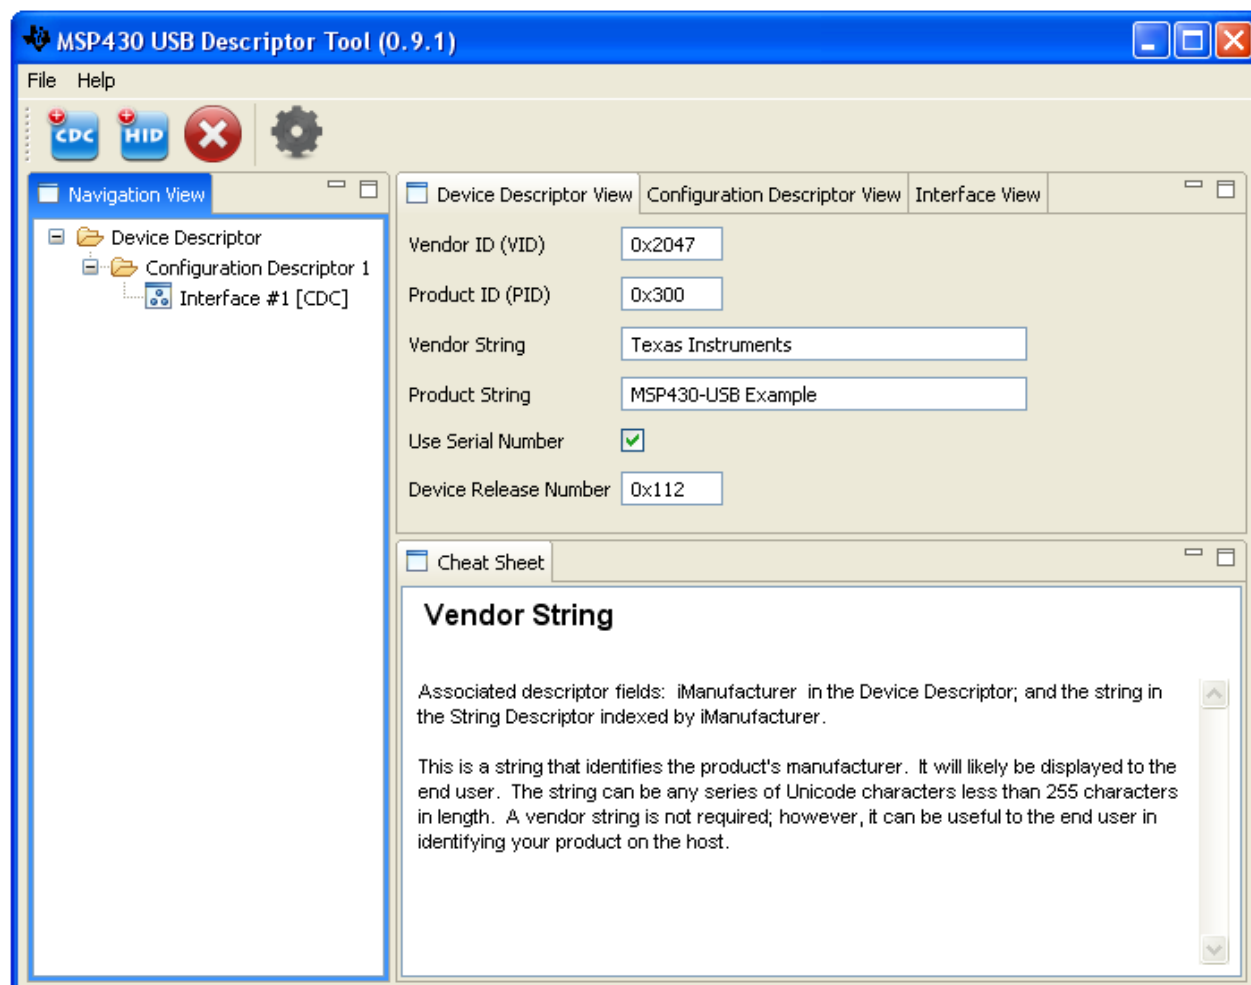 MSP430 USB Descriptor Tool (0.9.1)
File Help
CDC HID
Navigation View
Device Descriptor
Configuration Descriptor 1
Interface #1 [CDC]
Device Descriptor View Configuration Descriptor View Interface View
Vendor ID (VID) 0x2047
Product ID (PID) 0x300
Vendor String Texas Instruments
Product String MSP430-USB Example
Use Serial Number
Device Release Number 0x112
Cheat Sheet
Vendor String
Associated descriptor fields: iManufacturer in the Device Descriptor; and the string in
the String Descriptor indexed by iManufacturer.
This is a string that identifies the product's manufacturer. It will likely be displayed to the
end user. The string can be any series of Unicode characters less than 255 characters
in length. A vendor string is not required; however, it can be useful to the end user in
identifying your product on the host.